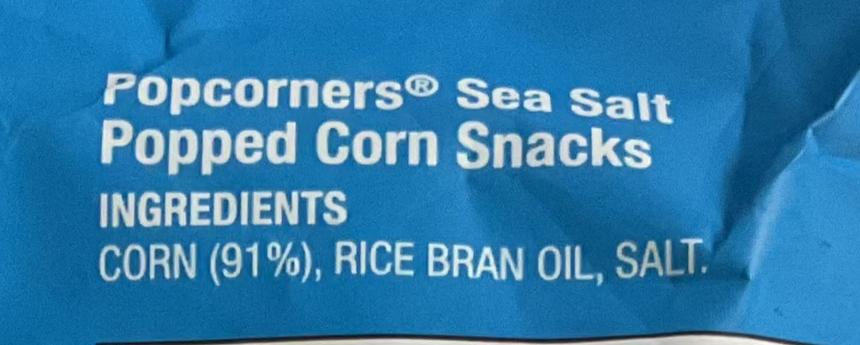 Popcorners® Sea Salt
Popped Corn Snacks
INGREDIENTS
CORN (91%), RICE BRAN OIL, SALT.